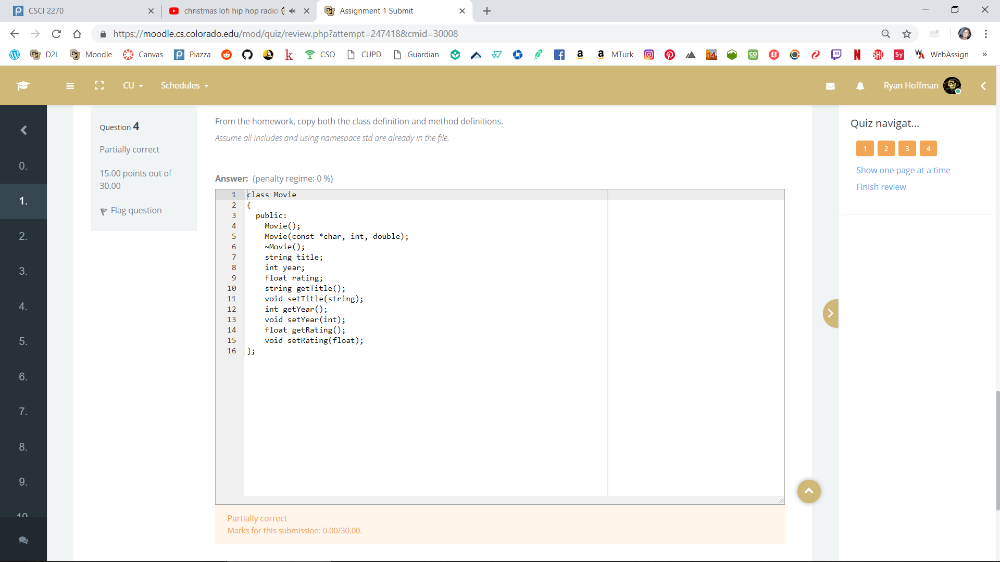 CSCI 2270
christmas lofi hip hop radio
Assignment 1 Submit
https://moodle.cs.colorado.edu/mod/quiz/review.php?attempt=247418&cmid=30008
D2L Moodle Canvas Piazza CSO CUPD Guardian MTurk WebAssign »
CU Schedules Ryan Hoffman
0.
1.
2.
3.
4.
5.
6.
7.
8.
9.
10
Question 4
Partially correct
15.00 points out of
30.00
Flag question
From the homework, copy both the class definition and method definitions.
Assume all includes and using namespace std are already in the file.
Answer: (penalty regime: 0 %)
1 class Movie
2 {
3 public:
4 Movie();
5 Movie(const *char, int, double);
6 ~Movie();
7 string title;
8 int year;
9 float rating;
10 string getTitle();
11 void setTitle(string);
12 int getYear();
13 void setYear(int);
14 float getRating();
15 void setRating(float);
16 };
Partially correct
Marks for this submission: 0.00/30.00.
Quiz navigat...
1 2 3 4
Show one page at a time
Finish review